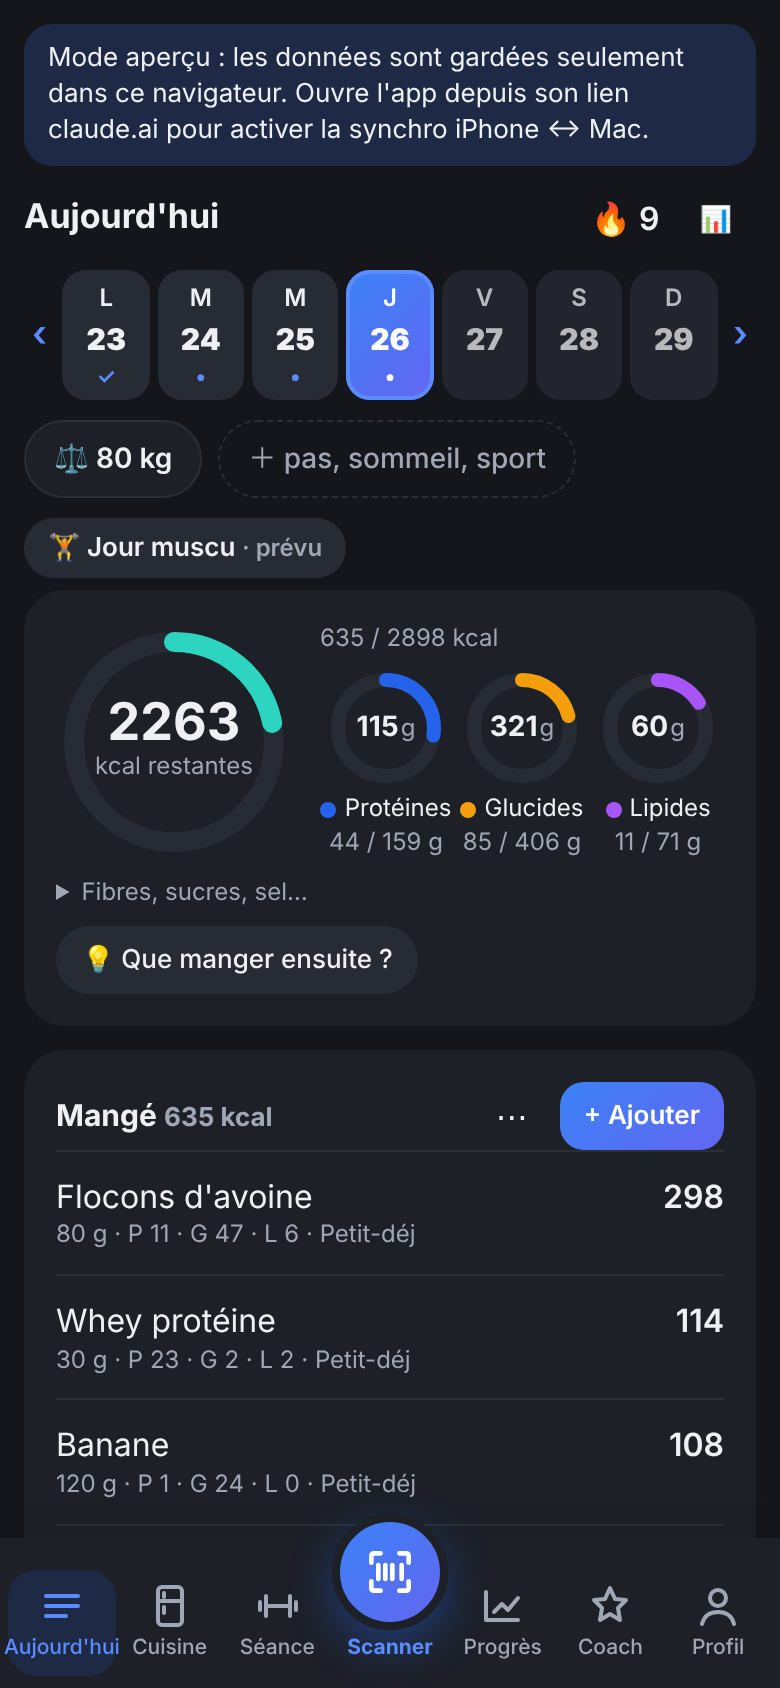 Mode aperçu : les données sont gardées seulement
dans ce navigateur. Ouvre l'app depuis son lien
claude.ai pour activer la synchro iPhone ↔ Mac.
Aujourd'hui 🔥 9 📊
L M M J V S D
‹ 23 24 25 26 27 28 29 ›
⚖️ 80 kg + pas, sommeil, sport
🏋️ Jour muscu · prévu
635 / 2898 kcal
2263
kcal restantes
115g 321g 60g
Protéines Glucides Lipides
44 / 159 g 85 / 406 g 11 / 71 g
▶ Fibres, sucres, sel...
💡 Que manger ensuite ?
Mangé 635 kcal ... + Ajouter
Flocons d'avoine 298
80 g · P 11 · G 47 · L 6 · Petit-déj
Whey protéine 114
30 g · P 23 · G 2 · L 2 · Petit-déj
Banane 108
120 g · P 1 · G 24 · L 0 · Petit-déj
Aujourd'hui Cuisine Séance Scanner Progrès Coach Profil